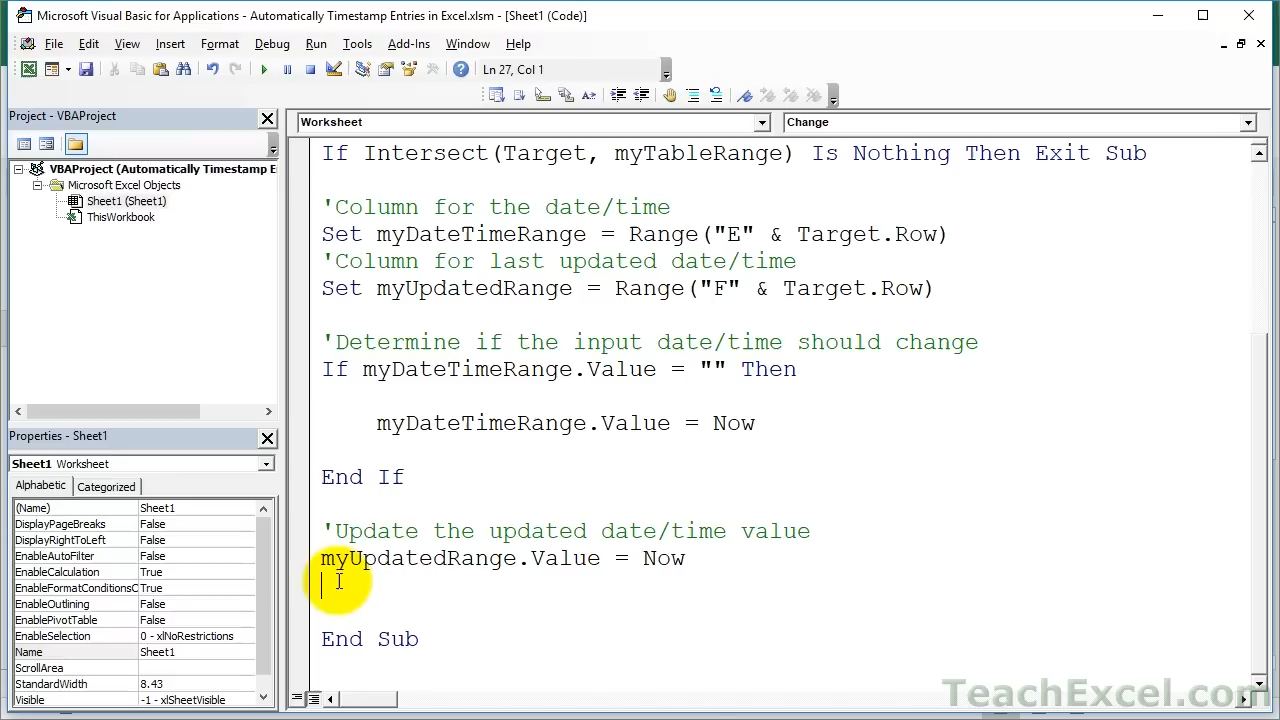 Microsoft Visual Basic for Applications - Automatically Timestamp Entries in Excel.xlsm - [Sheet1 (Code)]
File Edit View Insert Format Debug Run Tools Add-Ins Window Help
Ln 27, Col 1
Project - VBAProject
VBAProject (Automatically Timestamp E
Microsoft Excel Objects
Sheet1 (Sheet1)
ThisWorkbook
Properties - Sheet1
Sheet1 Worksheet
Alphabetic Categorized
(Name) Sheet1
DisplayPageBreaks False
DisplayRightToLeft False
EnableAutoFilter False
EnableCalculation True
EnableFormatConditionsC True
EnableOutlining False
EnablePivotTable False
EnableSelection 0 - xlNoRestrictions
Name Sheet1
ScrollArea
StandardWidth 8.43
Visible -1 - xlSheetVisible
Worksheet Change
If Intersect(Target, myTableRange) Is Nothing Then Exit Sub
'Column for the date/time
Set myDateTimeRange = Range("E" & Target.Row)
'Column for last updated date/time
Set myUpdatedRange = Range("F" & Target.Row)
'Determine if the input date/time should change
If myDateTimeRange.Value = "" Then
myDateTimeRange.Value = Now
End If
'Update the updated date/time value
myUpdatedRange.Value = Now
End Sub
TeachExcel.com